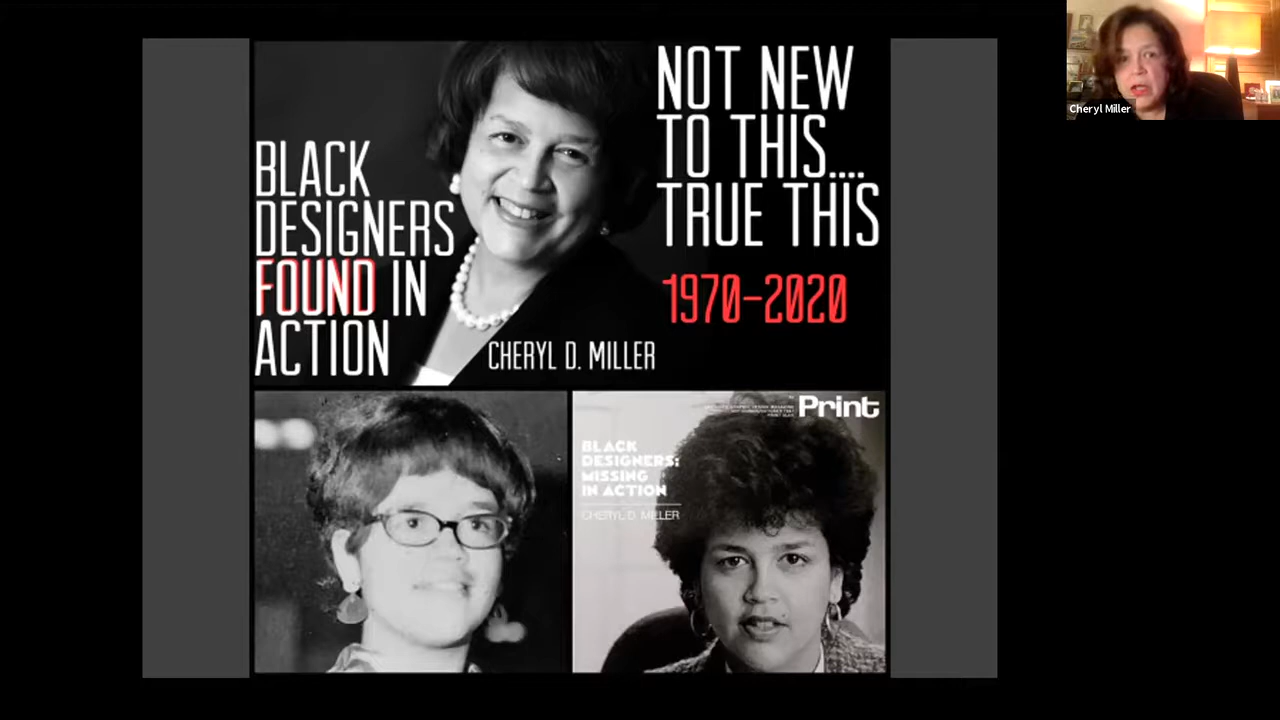 BLACK
DESIGNERS
FOUND IN
ACTION
NOT NEW
TO THIS....
TRUE THIS
1970-2020
CHERYL D. MILLER
Print
BLACK
DESIGNERS:
MISSING
IN ACTION
CHERYL D. MILLER
Cheryl Miller